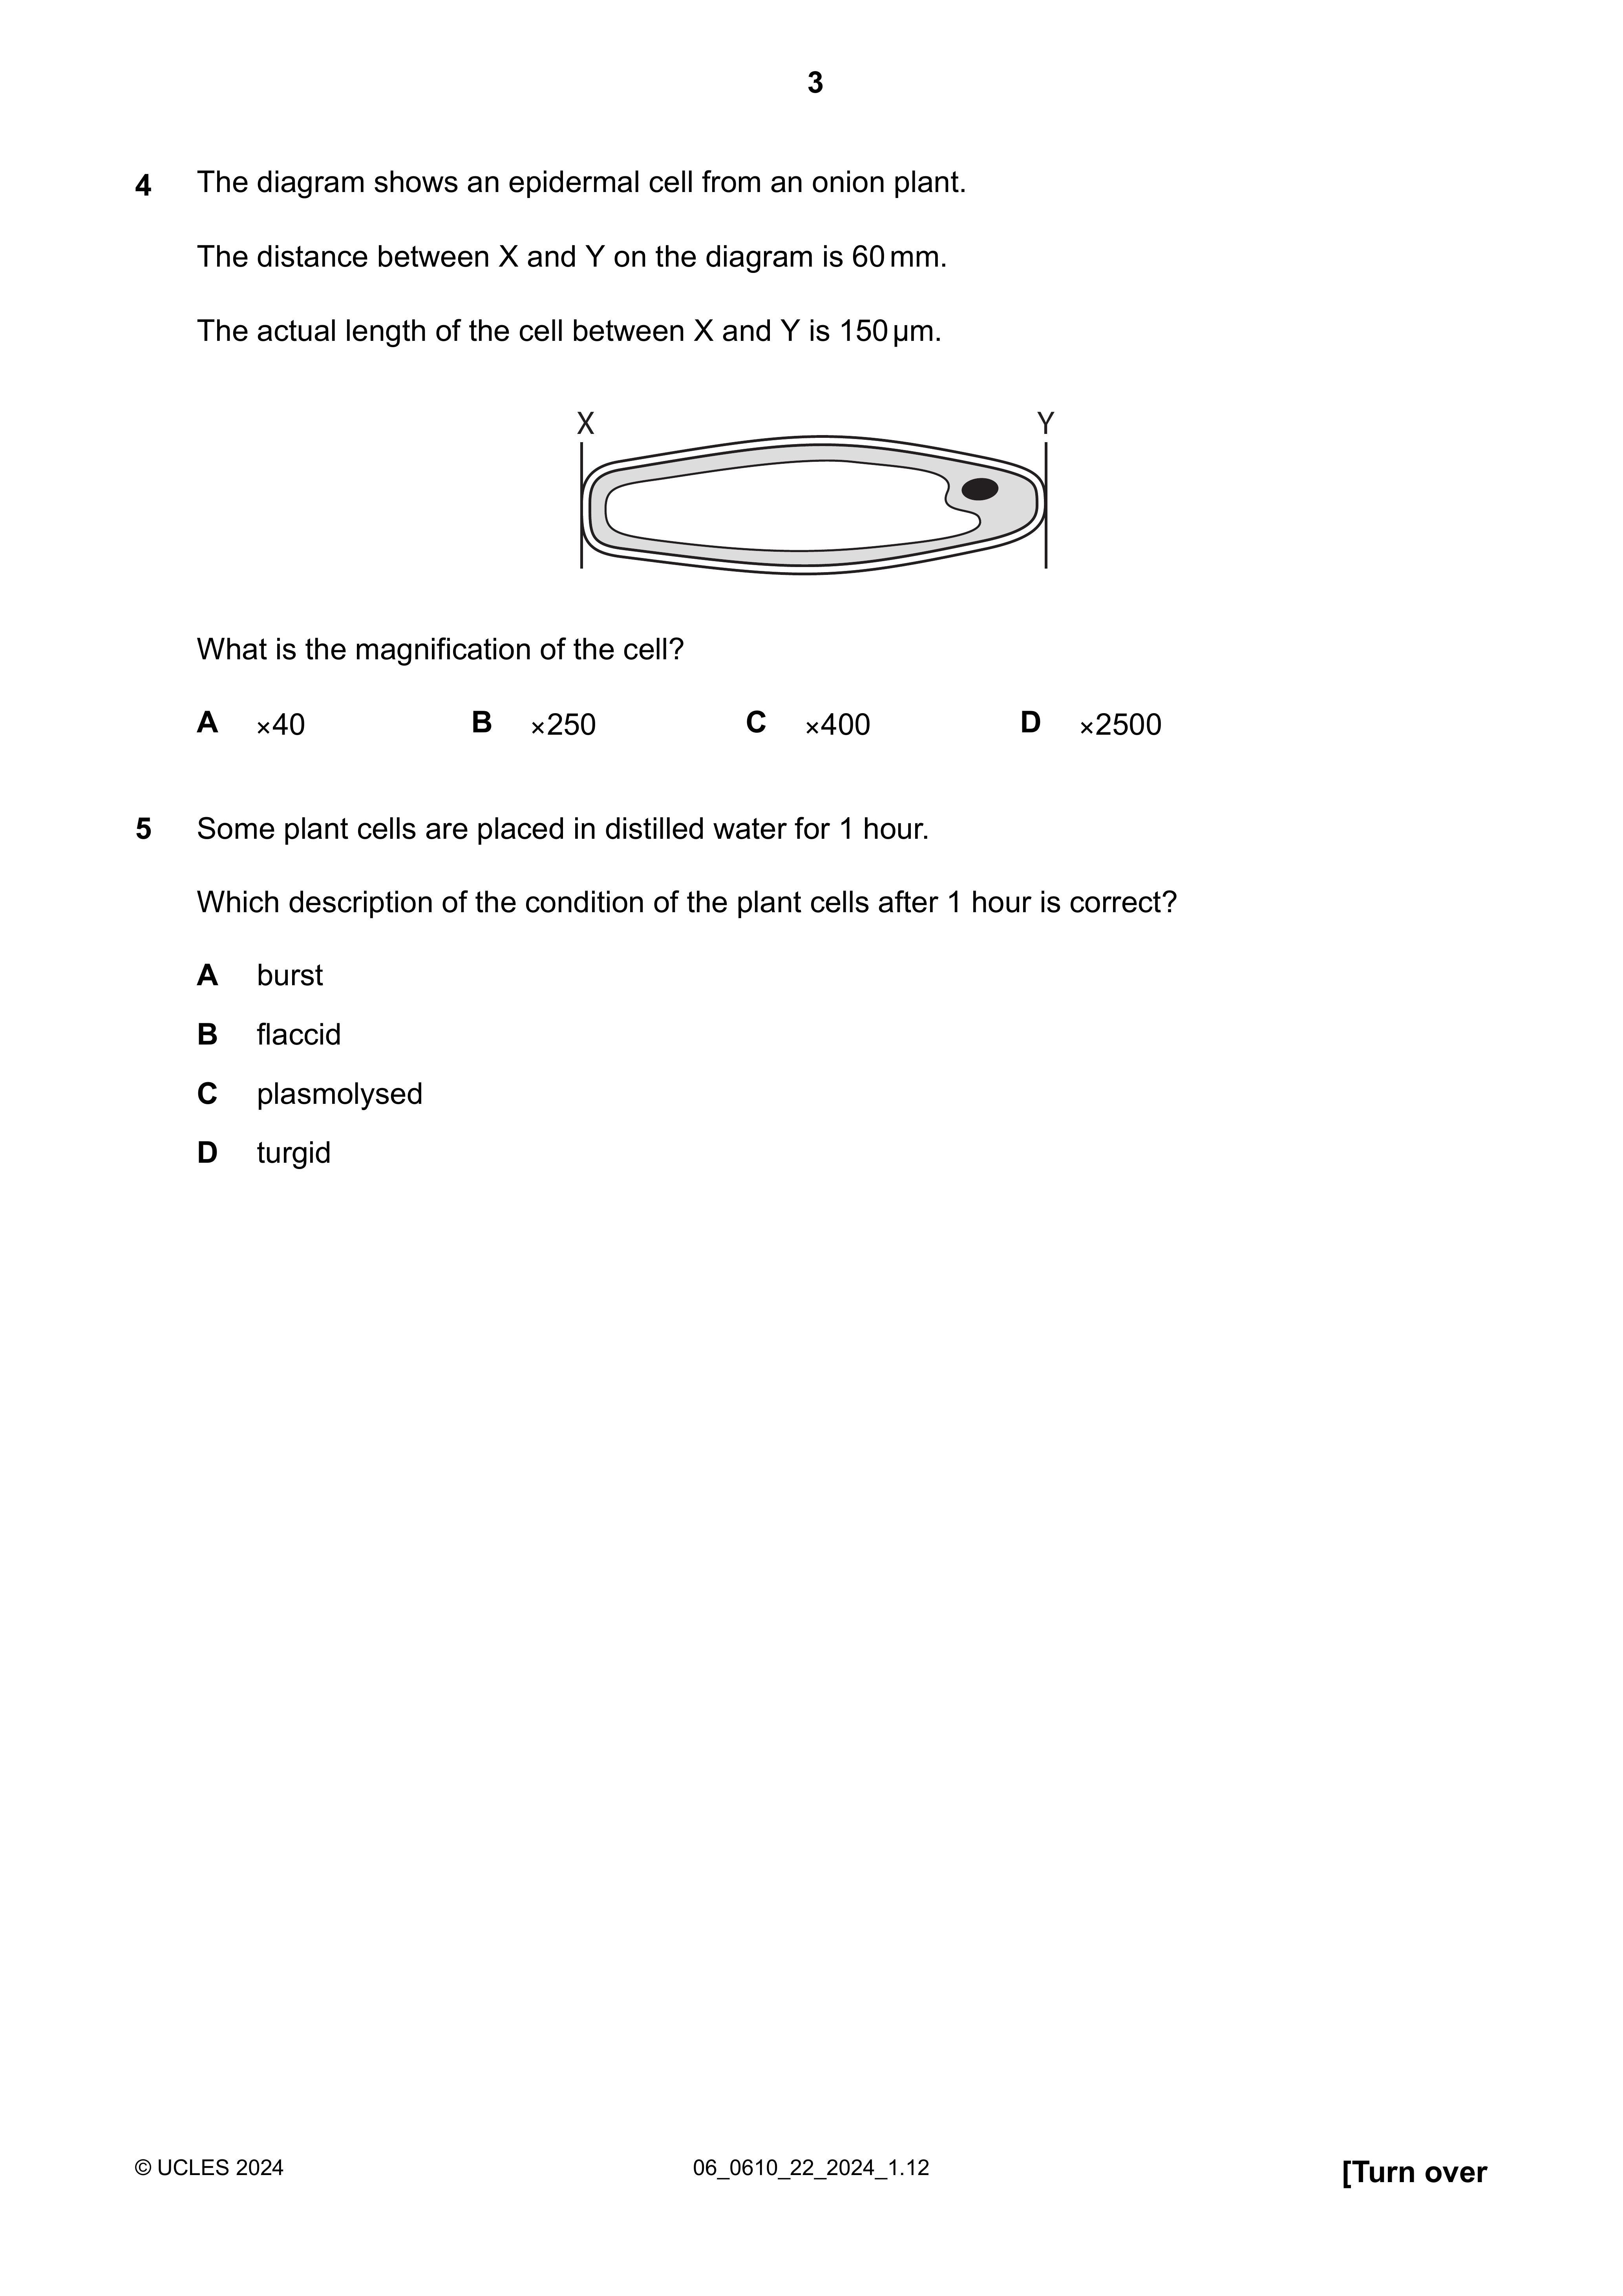 3
4 The diagram shows an epidermal cell from an onion plant.
The distance between X and Y on the diagram is 60 mm.
The actual length of the cell between X and Y is 150 µm.
X Y
What is the magnification of the cell?
A ×40 B ×250 C ×400 D ×2500
5 Some plant cells are placed in distilled water for 1 hour.
Which description of the condition of the plant cells after 1 hour is correct?
A burst
B flaccid
C plasmolysed
D turgid
© UCLES 2024 06_0610_22_2024_1.12 [Turn over